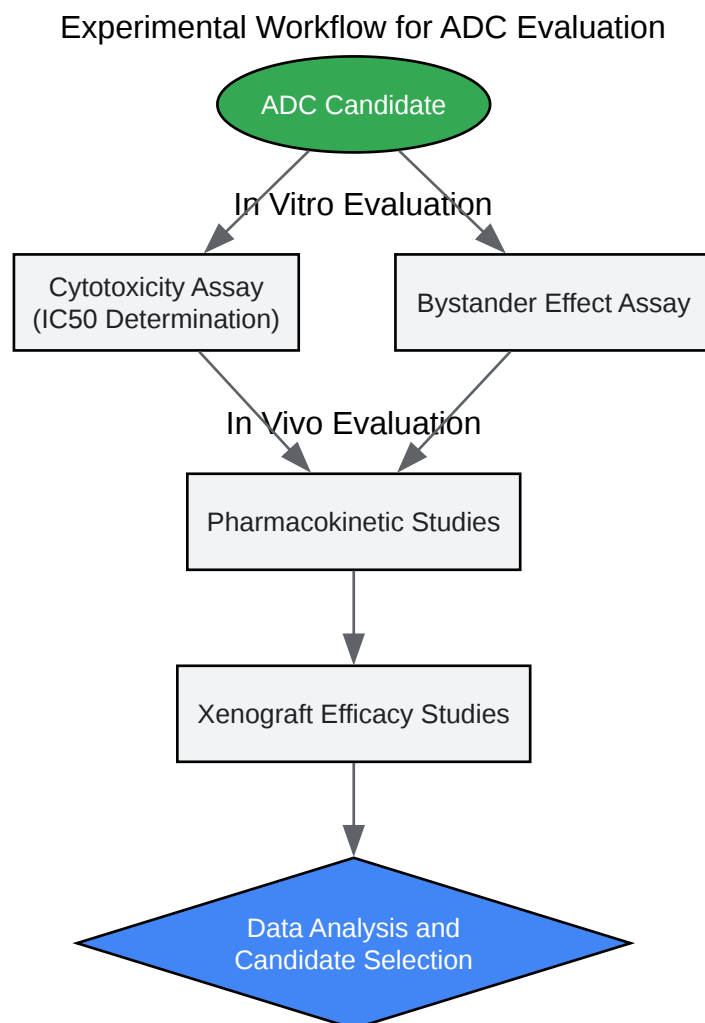 Experimental Workflow for ADC Evaluation
ADC Candidate
In Vitro Evaluation
Cytotoxicity Assay
(IC50 Determination)
Bystander Effect Assay
In Vivo Evaluation
Pharmacokinetic Studies
Xenograft Efficacy Studies
Data Analysis and
Candidate Selection